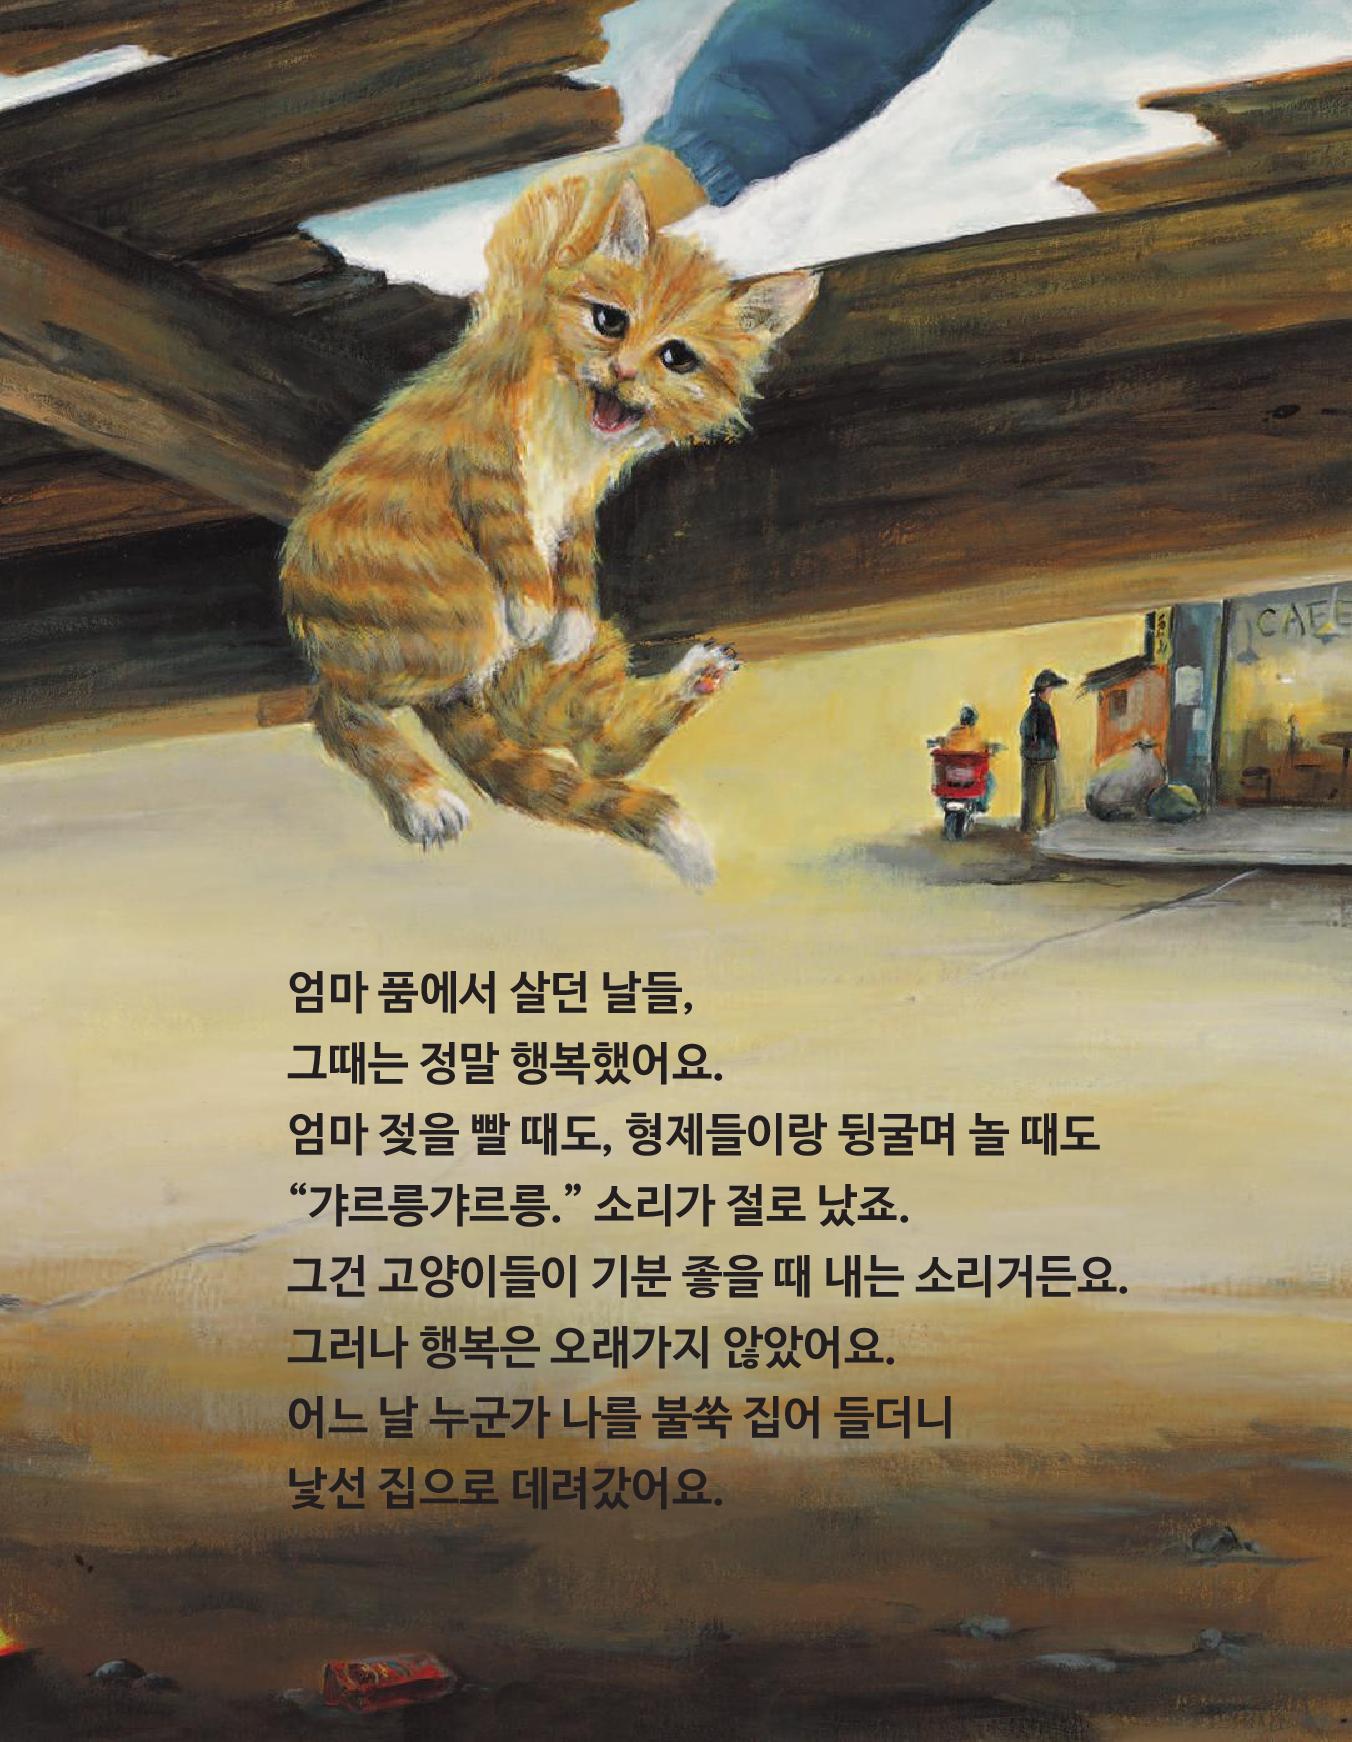 CAFE
엄마 품에서 살던 날들,
그때는 정말 행복했어요.
엄마 젖을 빨 때도, 형제들이랑 뒹굴며 놀 때도
“갸르릉갸르릉.” 소리가 절로 났죠.
그건 고양이들이 기분 좋을 때 내는 소리거든요.
그러나 행복은 오래가지 않았어요.
어느 날 누군가 나를 불쑥 집어 들더니
낯선 집으로 데려갔어요.